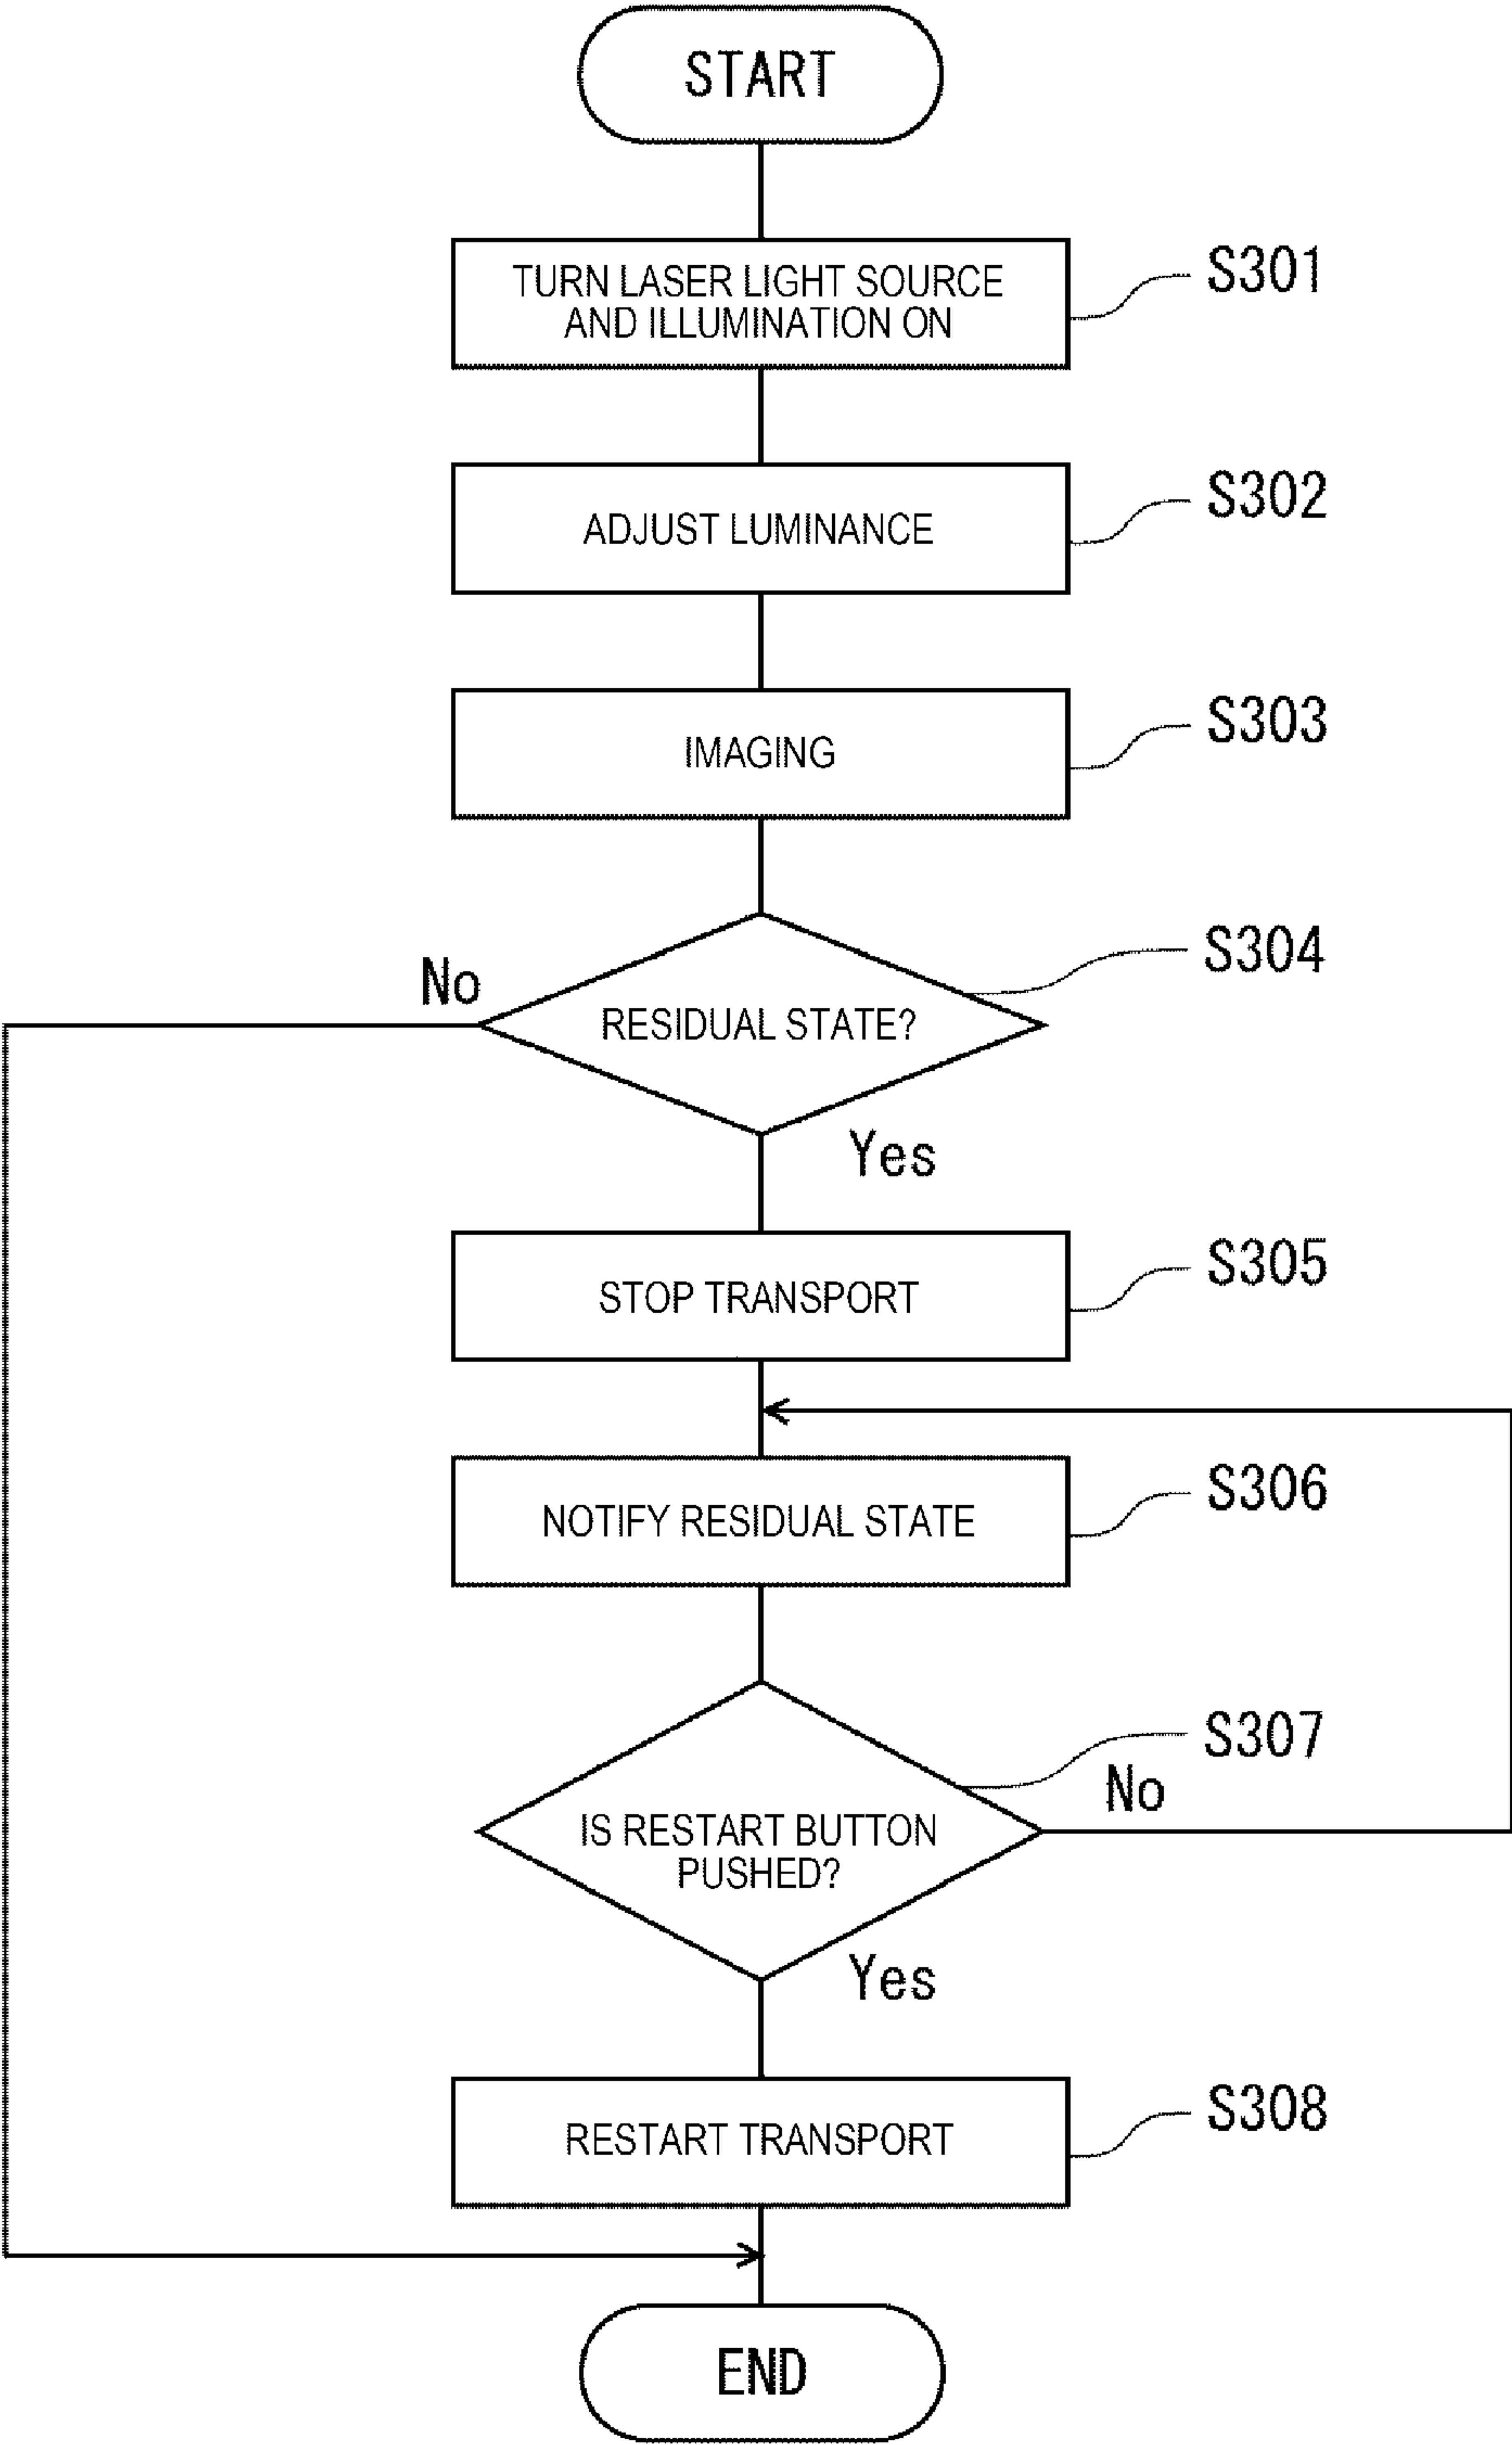 START
TURN LASER LIGHT SOURCE
AND ILLUMINATION ON
S301
ADJUST LUMINANCE
S302
IMAGING
S303
RESIDUAL STATE?
S304
No
Yes
STOP TRANSPORT
S305
NOTIFY RESIDUAL STATE
S306
IS RESTART BUTTON
PUSHED?
S307
No
Yes
RESTART TRANSPORT
S308
END